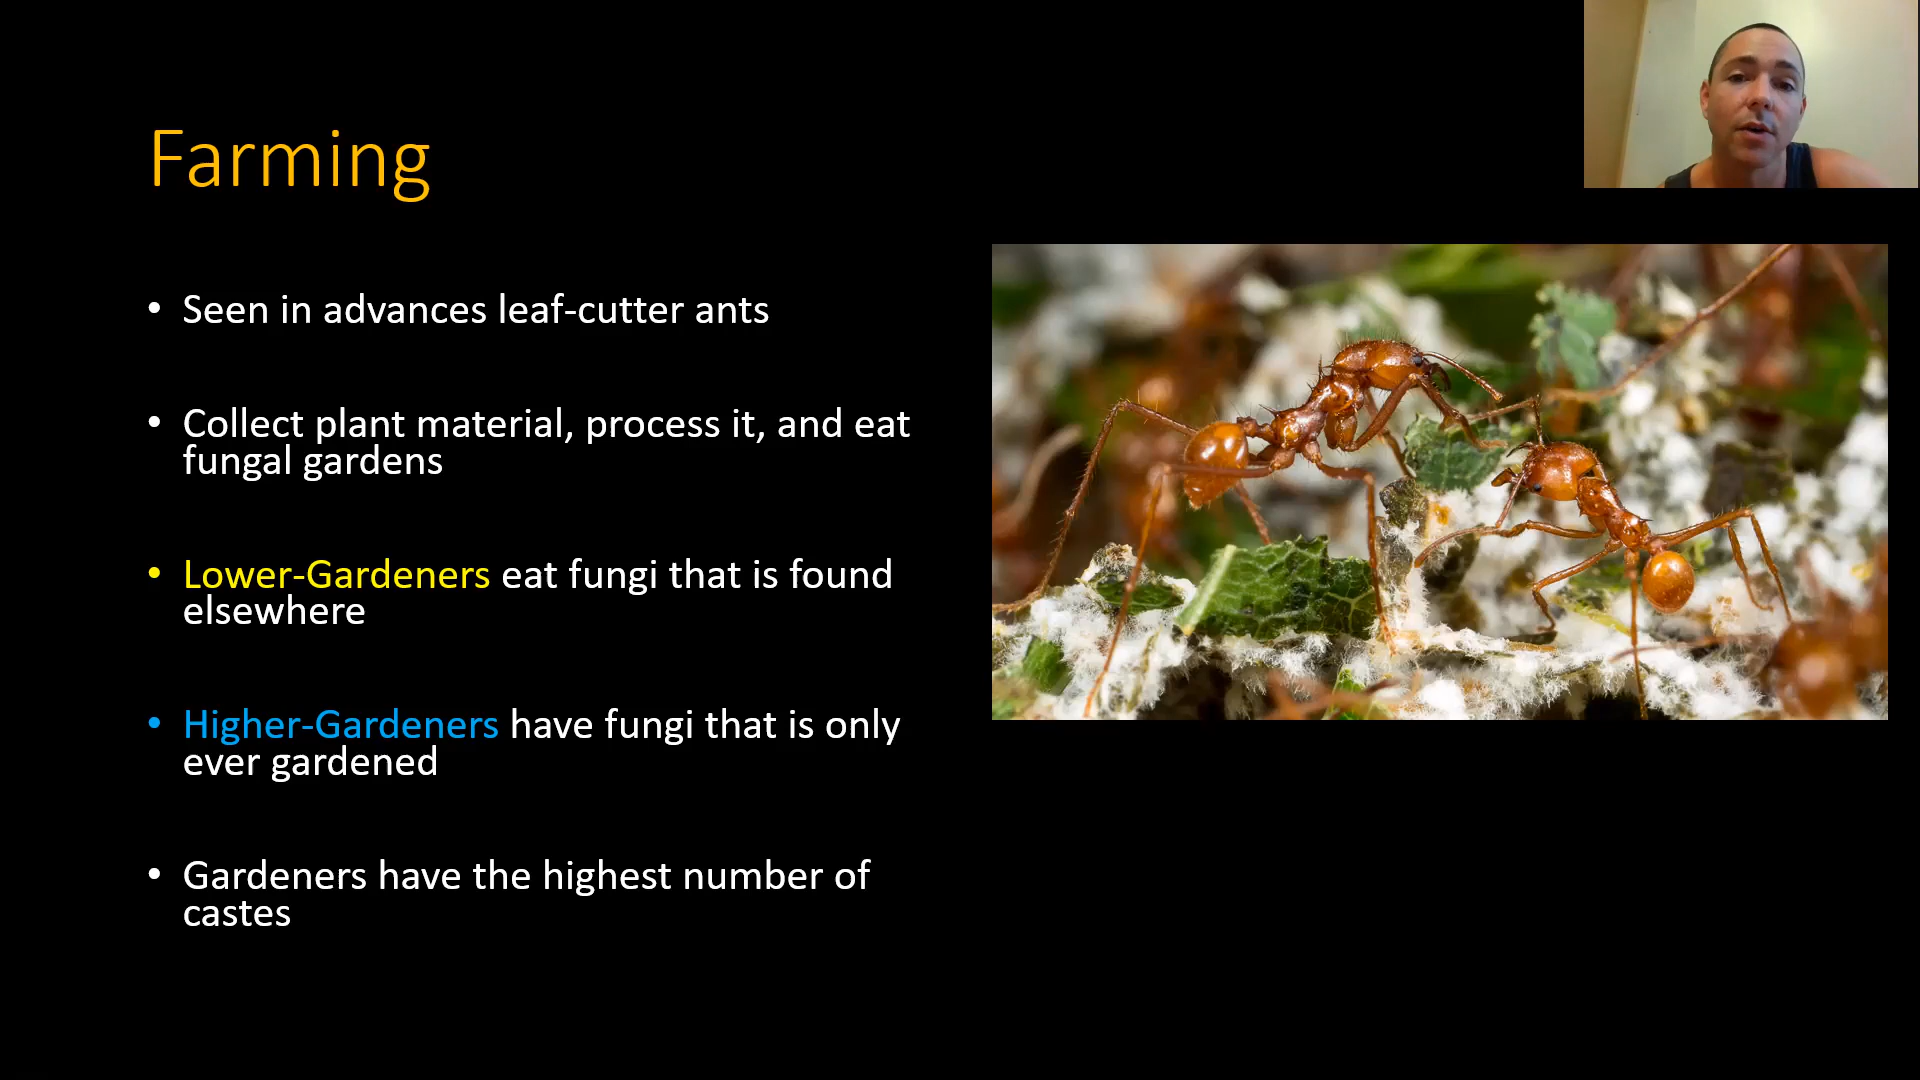 Farming
• Seen in advances leaf-cutter ants
• Collect plant material, process it, and eat
fungal gardens
• Lower-Gardeners eat fungi that is found
elsewhere
• Higher-Gardeners have fungi that is only
ever gardened
• Gardeners have the highest number of
castes